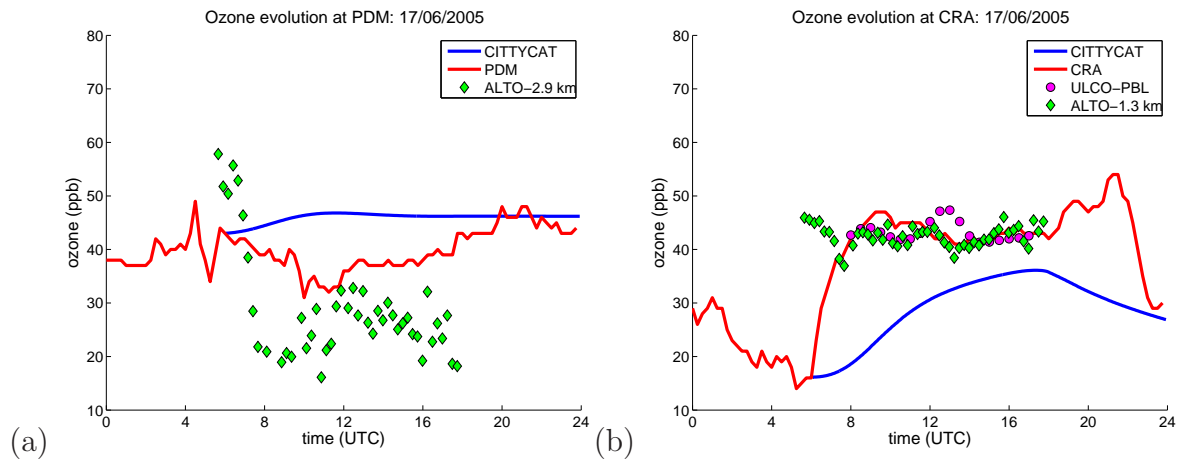 Ozone evolution at PDM: 17/06/2005
80
70
60
50
40
30
20
10
ozone (ppb)
0 4 8 12 16 20 24
time (UTC)
CITTYCAT
PDM
ALTO−2.9 km
(a)
Ozone evolution at CRA: 17/06/2005
80
70
60
50
40
30
20
10
ozone (ppb)
0 4 8 12 16 20 24
time (UTC)
CITTYCAT
CRA
ULCO−PBL
ALTO−1.3 km
(b)